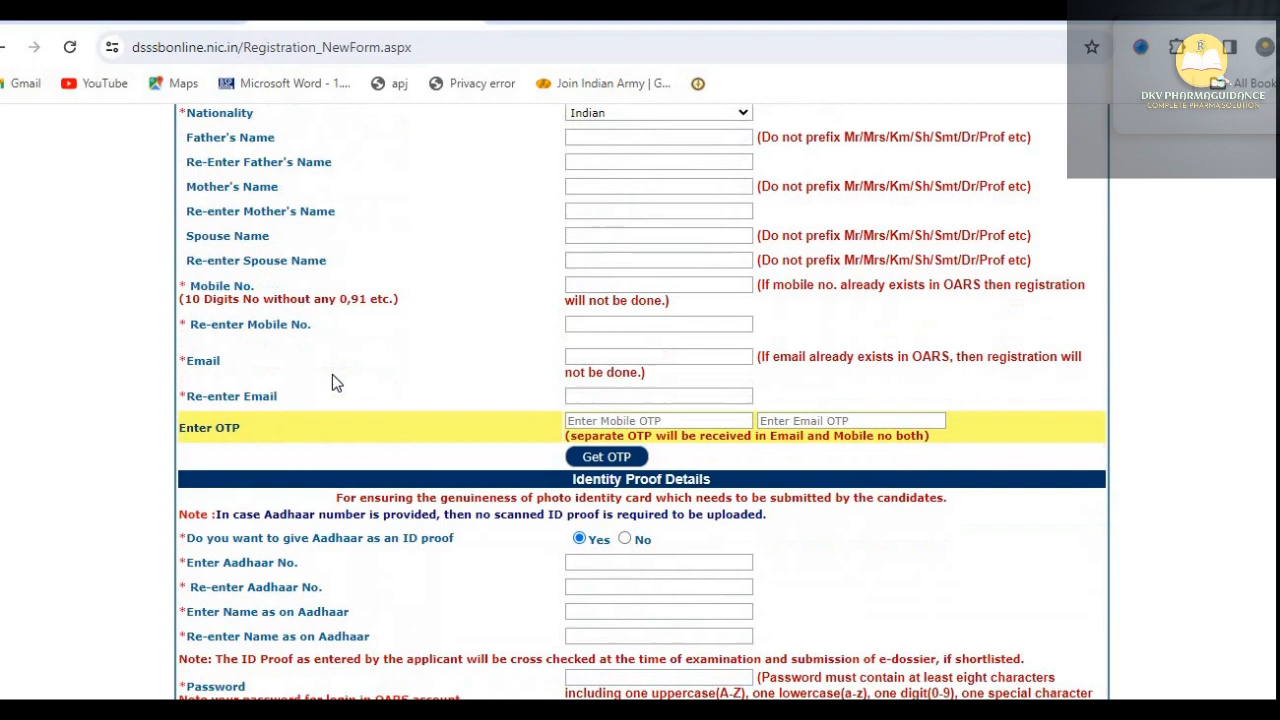 dsssbonline.nic.in/Registration_NewForm.aspx
Gmail YouTube Maps Microsoft Word - 1.... apj Privacy error Join Indian Army | G... All Book
DKV PHARMAGUIDANCE
COMPLETE PHARMA SOLUTION
*Nationality Indian
Father's Name (Do not prefix Mr/Mrs/Km/Sh/Smt/Dr/Prof etc)
Re-Enter Father's Name
Mother's Name (Do not prefix Mr/Mrs/Km/Sh/Smt/Dr/Prof etc)
Re-enter Mother's Name
Spouse Name (Do not prefix Mr/Mrs/Km/Sh/Smt/Dr/Prof etc)
Re-enter Spouse Name (Do not prefix Mr/Mrs/Km/Sh/Smt/Dr/Prof etc)
* Mobile No. (If mobile no. already exists in OARS then registration
(10 Digits No without any 0,91 etc.) will not be done.)
* Re-enter Mobile No.
*Email (If email already exists in OARS, then registration will
not be done.)
*Re-enter Email
Enter OTP Enter Mobile OTP Enter Email OTP
(separate OTP will be received in Email and Mobile no both)
Get OTP
Identity Proof Details
For ensuring the genuineness of photo identity card which needs to be submitted by the candidates.
Note :In case Aadhaar number is provided, then no scanned ID proof is required to be uploaded.
*Do you want to give Aadhaar as an ID proof Yes No
*Enter Aadhaar No.
* Re-enter Aadhaar No.
*Enter Name as on Aadhaar
*Re-enter Name as on Aadhaar
Note: The ID Proof as entered by the applicant will be cross checked at the time of examination and submission of e-dossier, if shortlisted.
*Password (Password must contain at least eight characters
Note your password for login in OARS account including one uppercase(A-Z), one lowercase(a-z), one digit(0-9), one special character